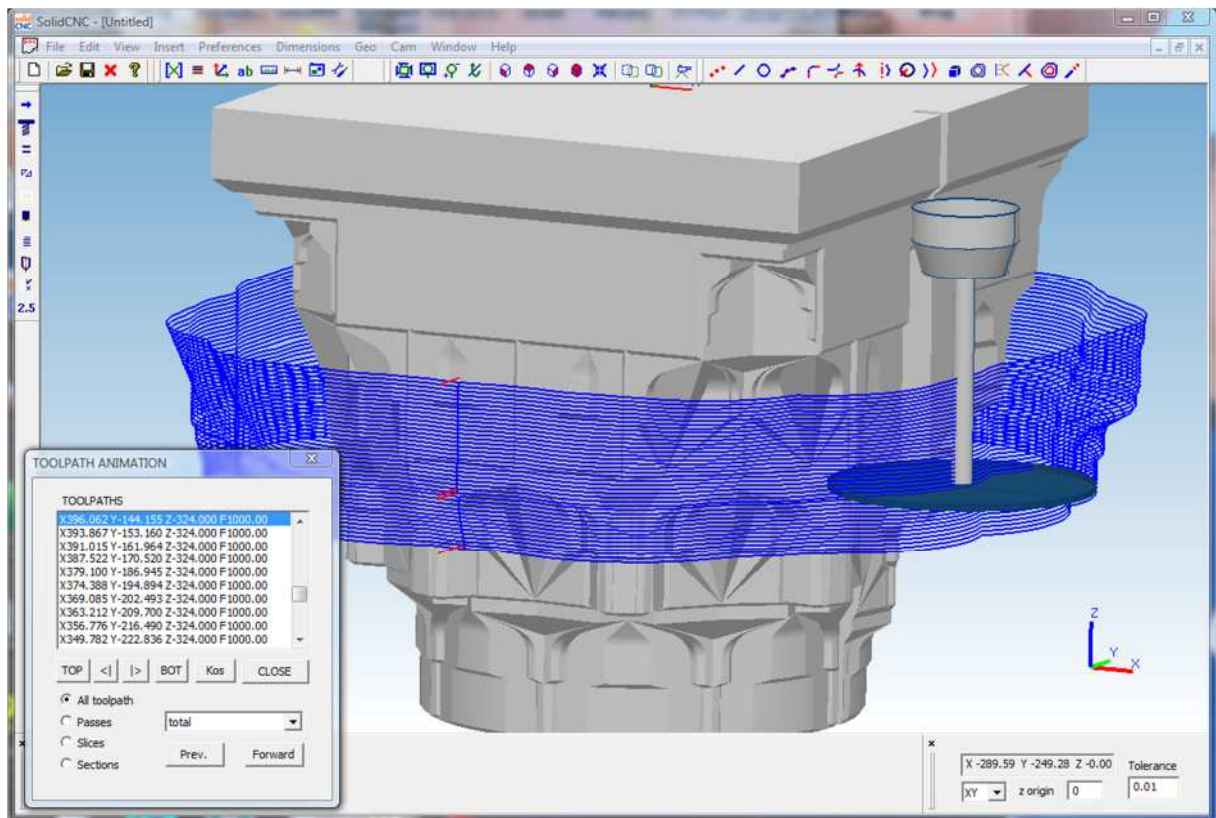 SolidCNC - [Untitled]
File Edit View Insert Preferences Dimensions Geo Cam Window Help
ab
2.5
TOOLPATH ANIMATION
TOOLPATHS
X396.062 Y-144.155 Z-324.000 F1000.00
X393.867 Y-153.160 Z-324.000 F1000.00
X391.015 Y-161.964 Z-324.000 F1000.00
X387.522 Y-170.520 Z-324.000 F1000.00
X379.100 Y-186.945 Z-324.000 F1000.00
X374.388 Y-194.894 Z-324.000 F1000.00
X369.085 Y-202.493 Z-324.000 F1000.00
X363.212 Y-209.700 Z-324.000 F1000.00
X356.776 Y-216.490 Z-324.000 F1000.00
X349.782 Y-222.836 Z-324.000 F1000.00
TOP <| |> BOT Kos CLOSE
All toolpath
Passes total
Slices
Sections
Prev. Forward
Z
Y
X
X -289.59 Y -249.28 Z -0.00 Tolerance
XY z origin 0 0.01